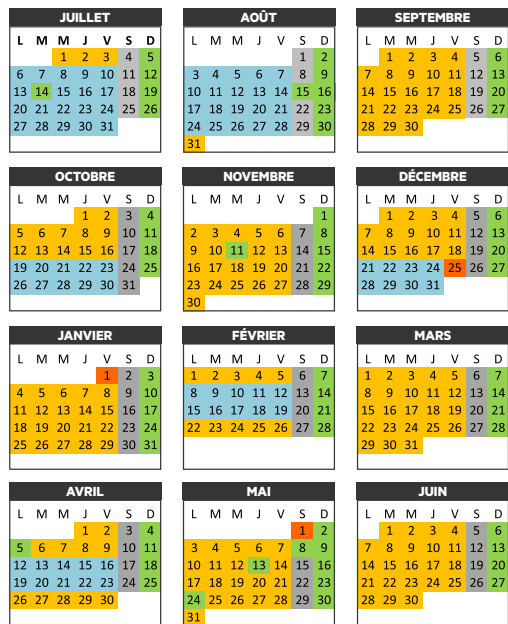 JUILLET
L M M J V S D
1 2 3 4 5
6 7 8 9 10 11 12
13 14 15 16 17 18 19
20 21 22 23 24 25 26
27 28 29 30 31
AOÛT
L M M J V S D
1 2
3 4 5 6 7 8 9
10 11 12 13 14 15 16
17 18 19 20 21 22 23
24 25 26 27 28 29 30
31
SEPTEMBRE
L M M J V S D
1 2 3 4 5 6
7 8 9 10 11 12 13
14 15 16 17 18 19 20
21 22 23 24 25 26 27
28 29 30
OCTOBRE
L M M J V S D
1 2 3 4
5 6 7 8 9 10 11
12 13 14 15 16 17 18
19 20 21 22 23 24 25
26 27 28 29 30 31
NOVEMBRE
L M M J V S D
1
2 3 4 5 6 7 8
9 10 11 12 13 14 15
16 17 18 19 20 21 22
23 24 25 26 27 28 29
30
DÉCEMBRE
L M M J V S D
1 2 3 4 5 6
7 8 9 10 11 12 13
14 15 16 17 18 19 20
21 22 23 24 25 26 27
28 29 30 31
JANVIER
L M M J V S D
1 2 3
4 5 6 7 8 9 10
11 12 13 14 15 16 17
18 19 20 21 22 23 24
25 26 27 28 29 30 31
FÉVRIER
L M M J V S D
1 2 3 4 5 6 7
8 9 10 11 12 13 14
15 16 17 18 19 20 21
22 23 24 25 26 27 28
MARS
L M M J V S D
1 2 3 4 5 6 7
8 9 10 11 12 13 14
15 16 17 18 19 20 21
22 23 24 25 26 27 28
29 30 31
AVRIL
L M M J V S D
1 2 3 4
5 6 7 8 9 10 11
12 13 14 15 16 17 18
19 20 21 22 23 24 25
26 27 28 29 30
MAI
L M M J V S D
1 2
3 4 5 6 7 8 9
10 11 12 13 14 15 16
17 18 19 20 21 22 23
24 25 26 27 28 29 30
31
JUIN
L M M J V S D
1 2 3 4 5 6
7 8 9 10 11 12 13
14 15 16 17 18 19 20
21 22 23 24 25 26 27
28 29 30